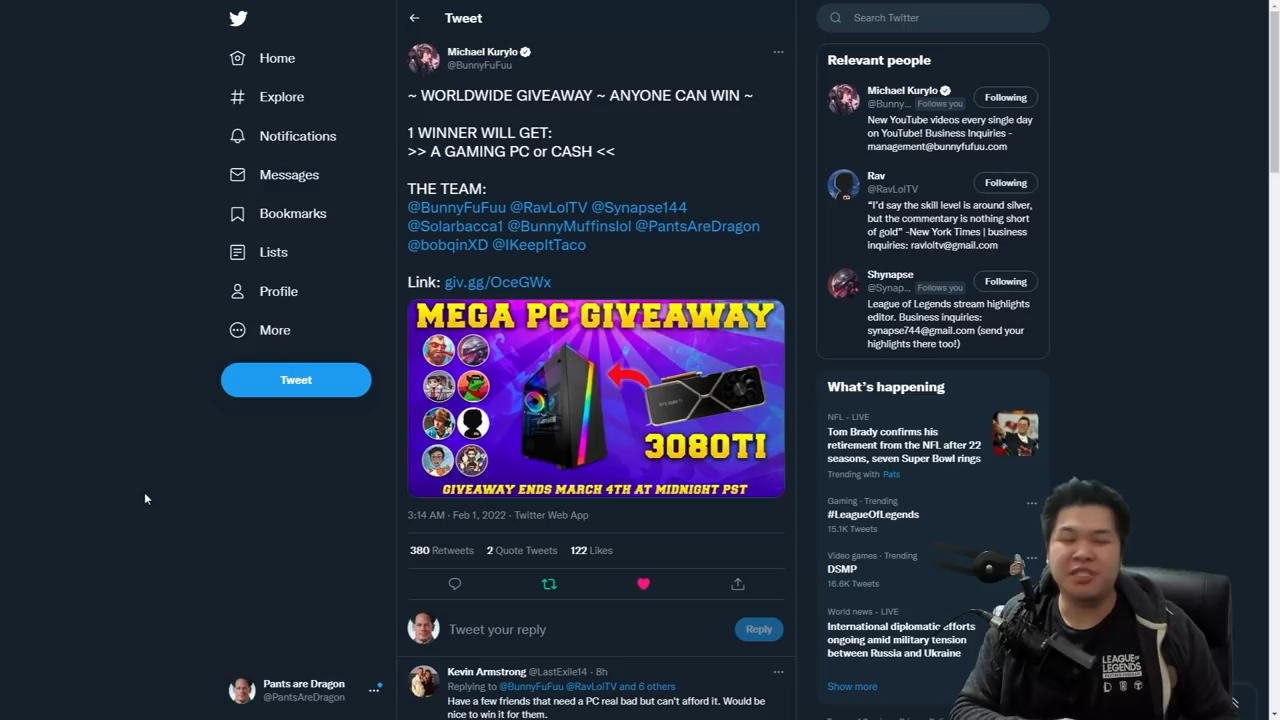 Home
Explore
Notifications
Messages
Bookmarks
Lists
Profile
More
Tweet
Pants are Dragon
@PantsAreDragon
Tweet
Michael Kurylo
@BunnyFuFuu
~ WORLDWIDE GIVEAWAY ~ ANYONE CAN WIN ~
1 WINNER WILL GET:
>> A GAMING PC or CASH <<
THE TEAM:
@BunnyFuFuu @RavLolTV @Synapse144
@Solarbacca1 @BunnyMuffinslol @PantsAreDragon
@bobqinXD @IKeepItTaco
Link: giv.gg/OceGWx
MEGA PC GIVEAWAY
3080TI
GIVEAWAY ENDS MARCH 4TH AT MIDNIGHT PST
3:14 AM · Feb 1, 2022 · Twitter Web App
380 Retweets 2 Quote Tweets 122 Likes
Tweet your reply
Reply
Kevin Armstrong @LastExile14 · 8h
Replying to @BunnyFuFuu @RavLolTV and 6 others
Have a few friends that need a PC real bad but can't afford it. Would be
nice to win it for them.
Search Twitter
Relevant people
Michael Kurylo
@Bunny... Follows you
Following
New YouTube videos every single day
on YouTube! Business Inquiries -
management@bunnyfufuu.com
Rav
@RavLolTV
Following
“I'd say the skill level is around silver,
but the commentary is nothing short
of gold” -New York Times | business
inquiries: ravloltv@gmail.com
Shynapse
@Synap... Follows you
Following
League of Legends stream highlights
editor. Business inquiries:
synapse744@gmail.com (send your
highlights there too!)
What's happening
NFL · LIVE
Tom Brady confirms his
retirement from the NFL after 22
seasons, seven Super Bowl rings
Trending with Pats
Gaming · Trending
#LeagueOfLegends
15.1K Tweets
Video games · Trending
DSMP
16.6K Tweets
World news · LIVE
International diplomatic efforts
ongoing amid military tension
between Russia and Ukraine
Show more
LEAGUE OF
LEGENDS